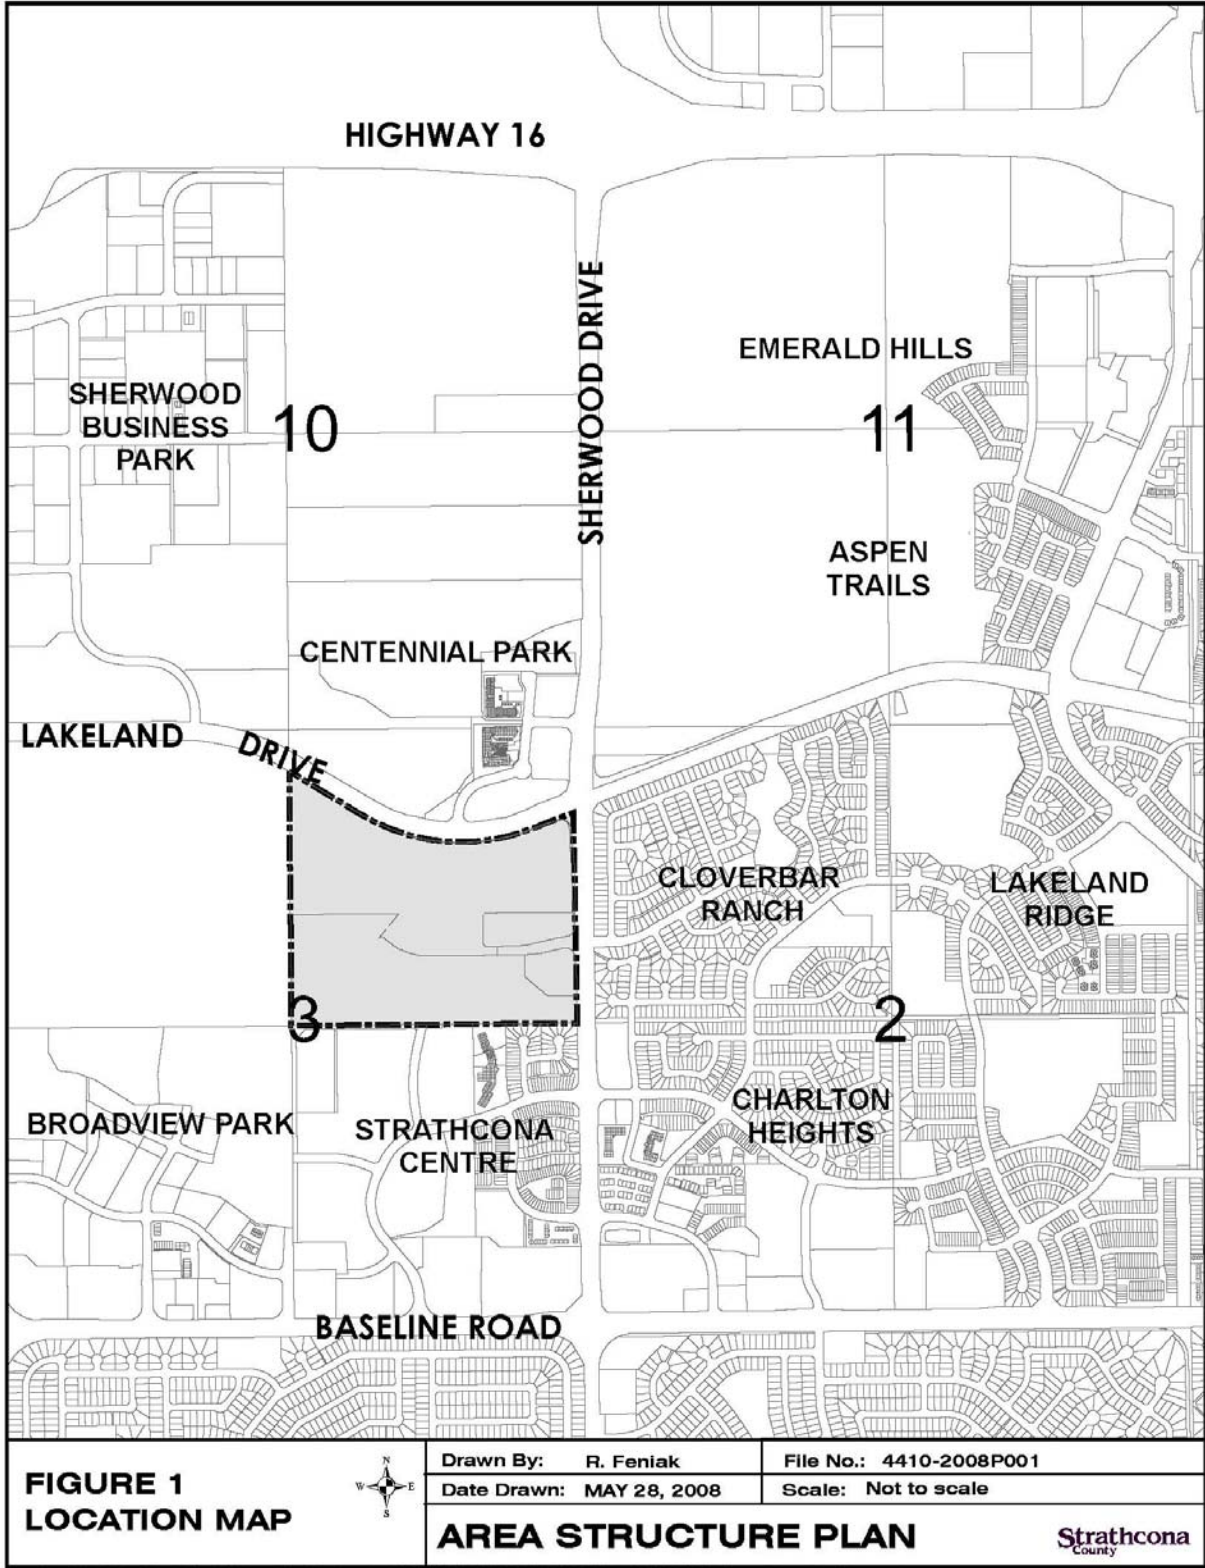 HIGHWAY 16
SHERWOOD DRIVE
EMERALD HILLS
SHERWOOD
BUSINESS
PARK
10
11
ASPEN
TRAILS
CENTENNIAL PARK
LAKELAND DRIVE
CLOVERBAR
RANCH
LAKELAND
RIDGE
3
2
BROADVIEW PARK
STRATHCONA
CENTRE
CHARLTON
HEIGHTS
BASELINE ROAD
FIGURE 1
LOCATION MAP
N
W E
S
Drawn By: R. Feniak
File No.: 4410-2008P001
Date Drawn: MAY 28, 2008
Scale: Not to scale
AREA STRUCTURE PLAN
Strathcona
County